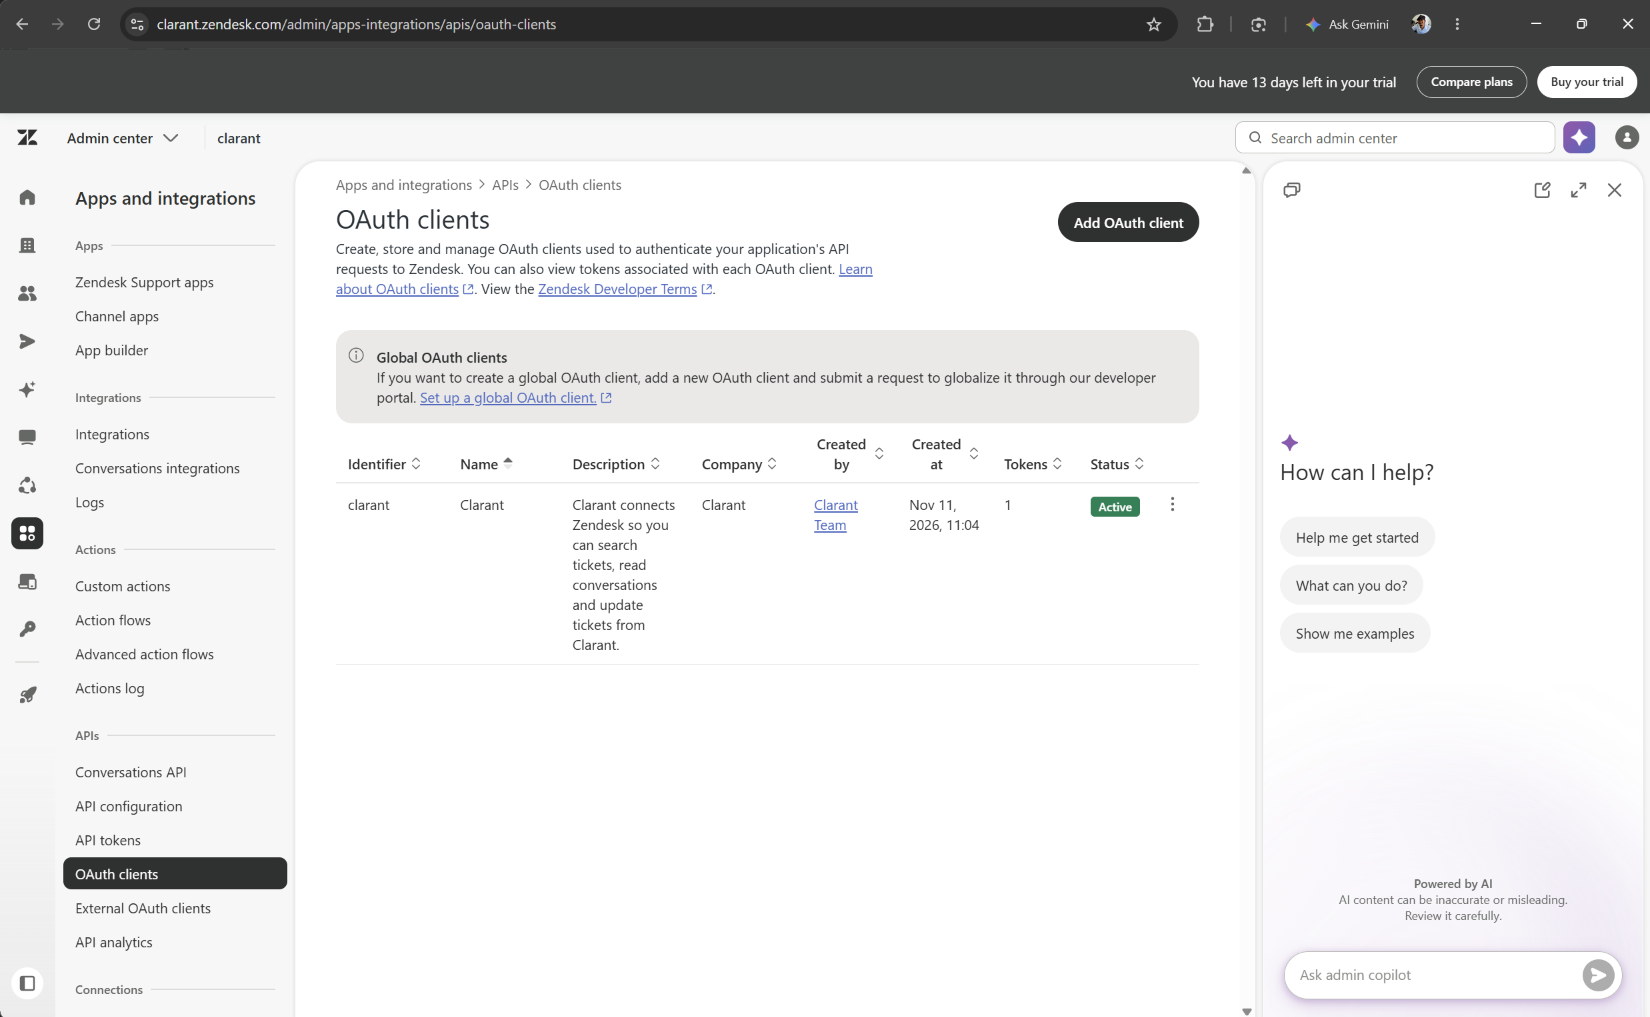 clarant.zendesk.com/admin/apps-integrations/apis/oauth-clients
Ask Gemini
You have 13 days left in your trial
Compare plans
Buy your trial
Admin center
clarant
Search admin center
Apps and integrations
Apps
Zendesk Support apps
Channel apps
App builder
Integrations
Integrations
Conversations integrations
Logs
Actions
Custom actions
Action flows
Advanced action flows
Actions log
APIs
Conversations API
API configuration
API tokens
OAuth clients
External OAuth clients
API analytics
Connections
Apps and integrations > APIs > OAuth clients
OAuth clients
Add OAuth client
Create, store and manage OAuth clients used to authenticate your application's API
requests to Zendesk. You can also view tokens associated with each OAuth client. Learn
about OAuth clients. View the Zendesk Developer Terms.
Global OAuth clients
If you want to create a global OAuth client, add a new OAuth client and submit a request to globalize it through our developer
portal. Set up a global OAuth client.
Identifier
Name
Description
Company
Created
by
Created
at
Tokens
Status
clarant
Clarant
Clarant connects
Zendesk so you
can search
tickets, read
conversations
and update
tickets from
Clarant.
Clarant
Clarant
Team
Nov 11,
2026, 11:04
1
Active
How can I help?
Help me get started
What can you do?
Show me examples
Powered by AI
AI content can be inaccurate or misleading.
Review it carefully.
Ask admin copilot